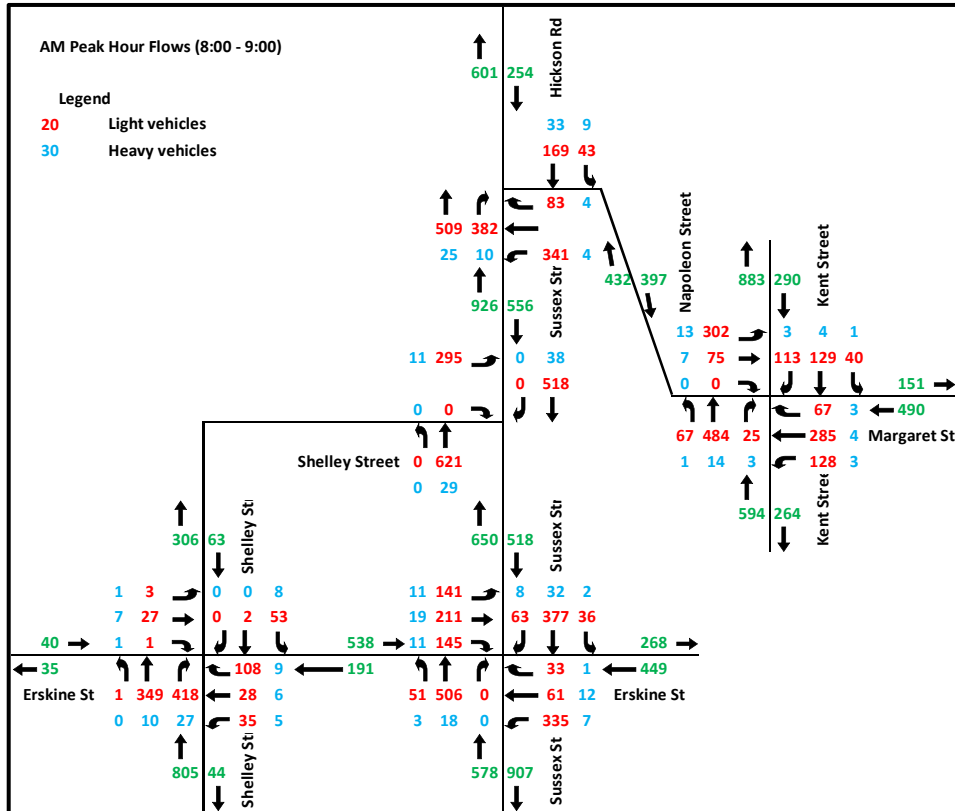 AM Peak Hour Flows (8:00 - 9:00)
Legend
20 Light vehicles
30 Heavy vehicles
601 254
Hickson Rd
33 9
169 43
83 4
509 382
25 10 341 4
926 556
Sussex Str
432 397
Napoleon Street
883 290
Kent Street
13 302 3 4 1
7 75 113 129 40
0 0
151
67 3 490
67 484 25 285 4 Margaret St
1 14 3 128 3
594 264
Kent Stree
11 295 0 38
0 518
0 0
Shelley Street 0 621
0 29
306 63
Shelley St
650 518
Sussex Str
1 3 0 0 8
7 27 0 2 53
1 1
40
35
108 9
Erskine St 1 349 418 28 6
0 10 27 35 5
805 44
Shelley St
11 141 8 32 2
19 211 63 377 36
538 11 145
191
268
33 1 449
51 506 0 61 12 Erskine St
3 18 0 335 7
578 907
Sussex St